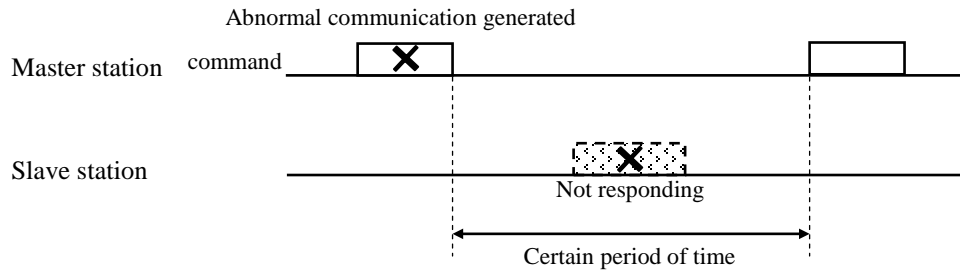 Abnormal communication generated
Master station
command
Slave station
Not responding
Certain period of time